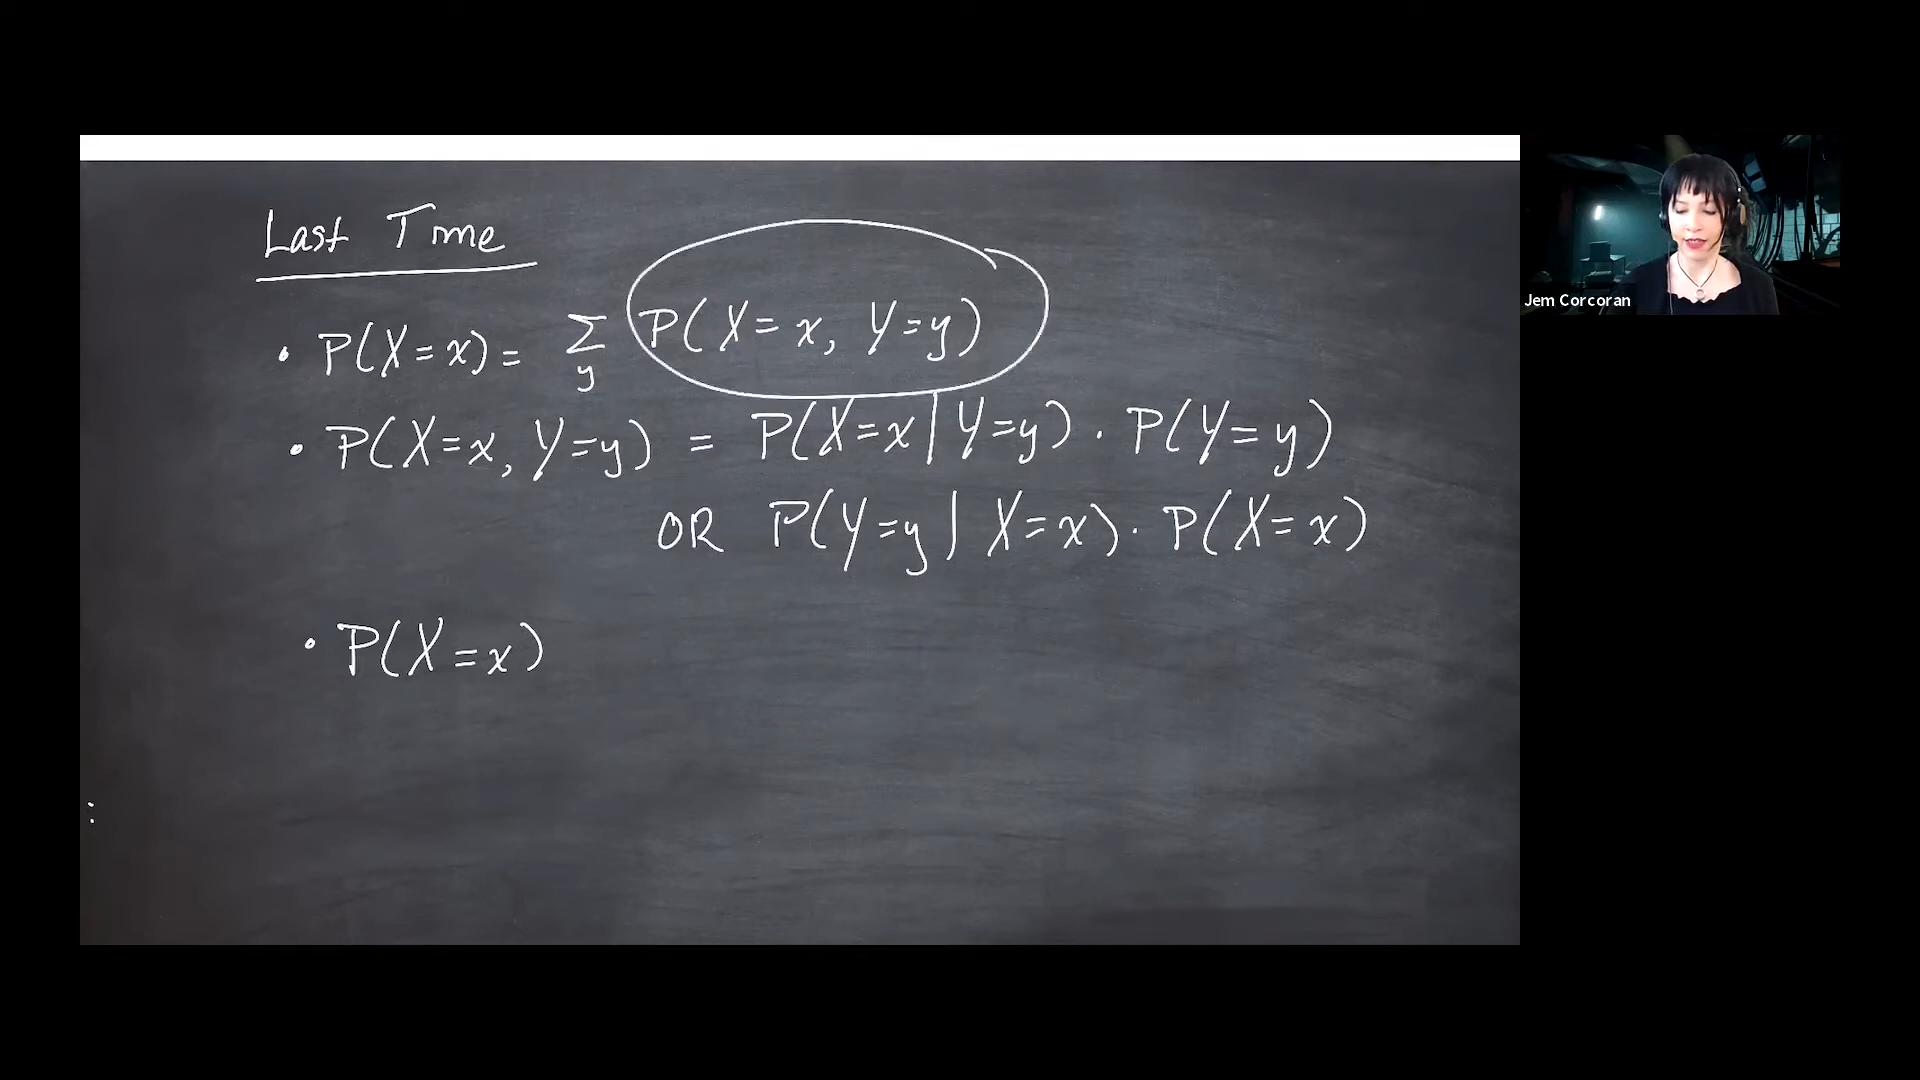 Last Time
• P(X=x) = Σ_y P(X=x, Y=y)
• P(X=x, Y=y) = P(X=x | Y=y) · P(Y=y)
OR P(Y=y | X=x) · P(X=x)
• P(X=x)
:
Jem Corcoran